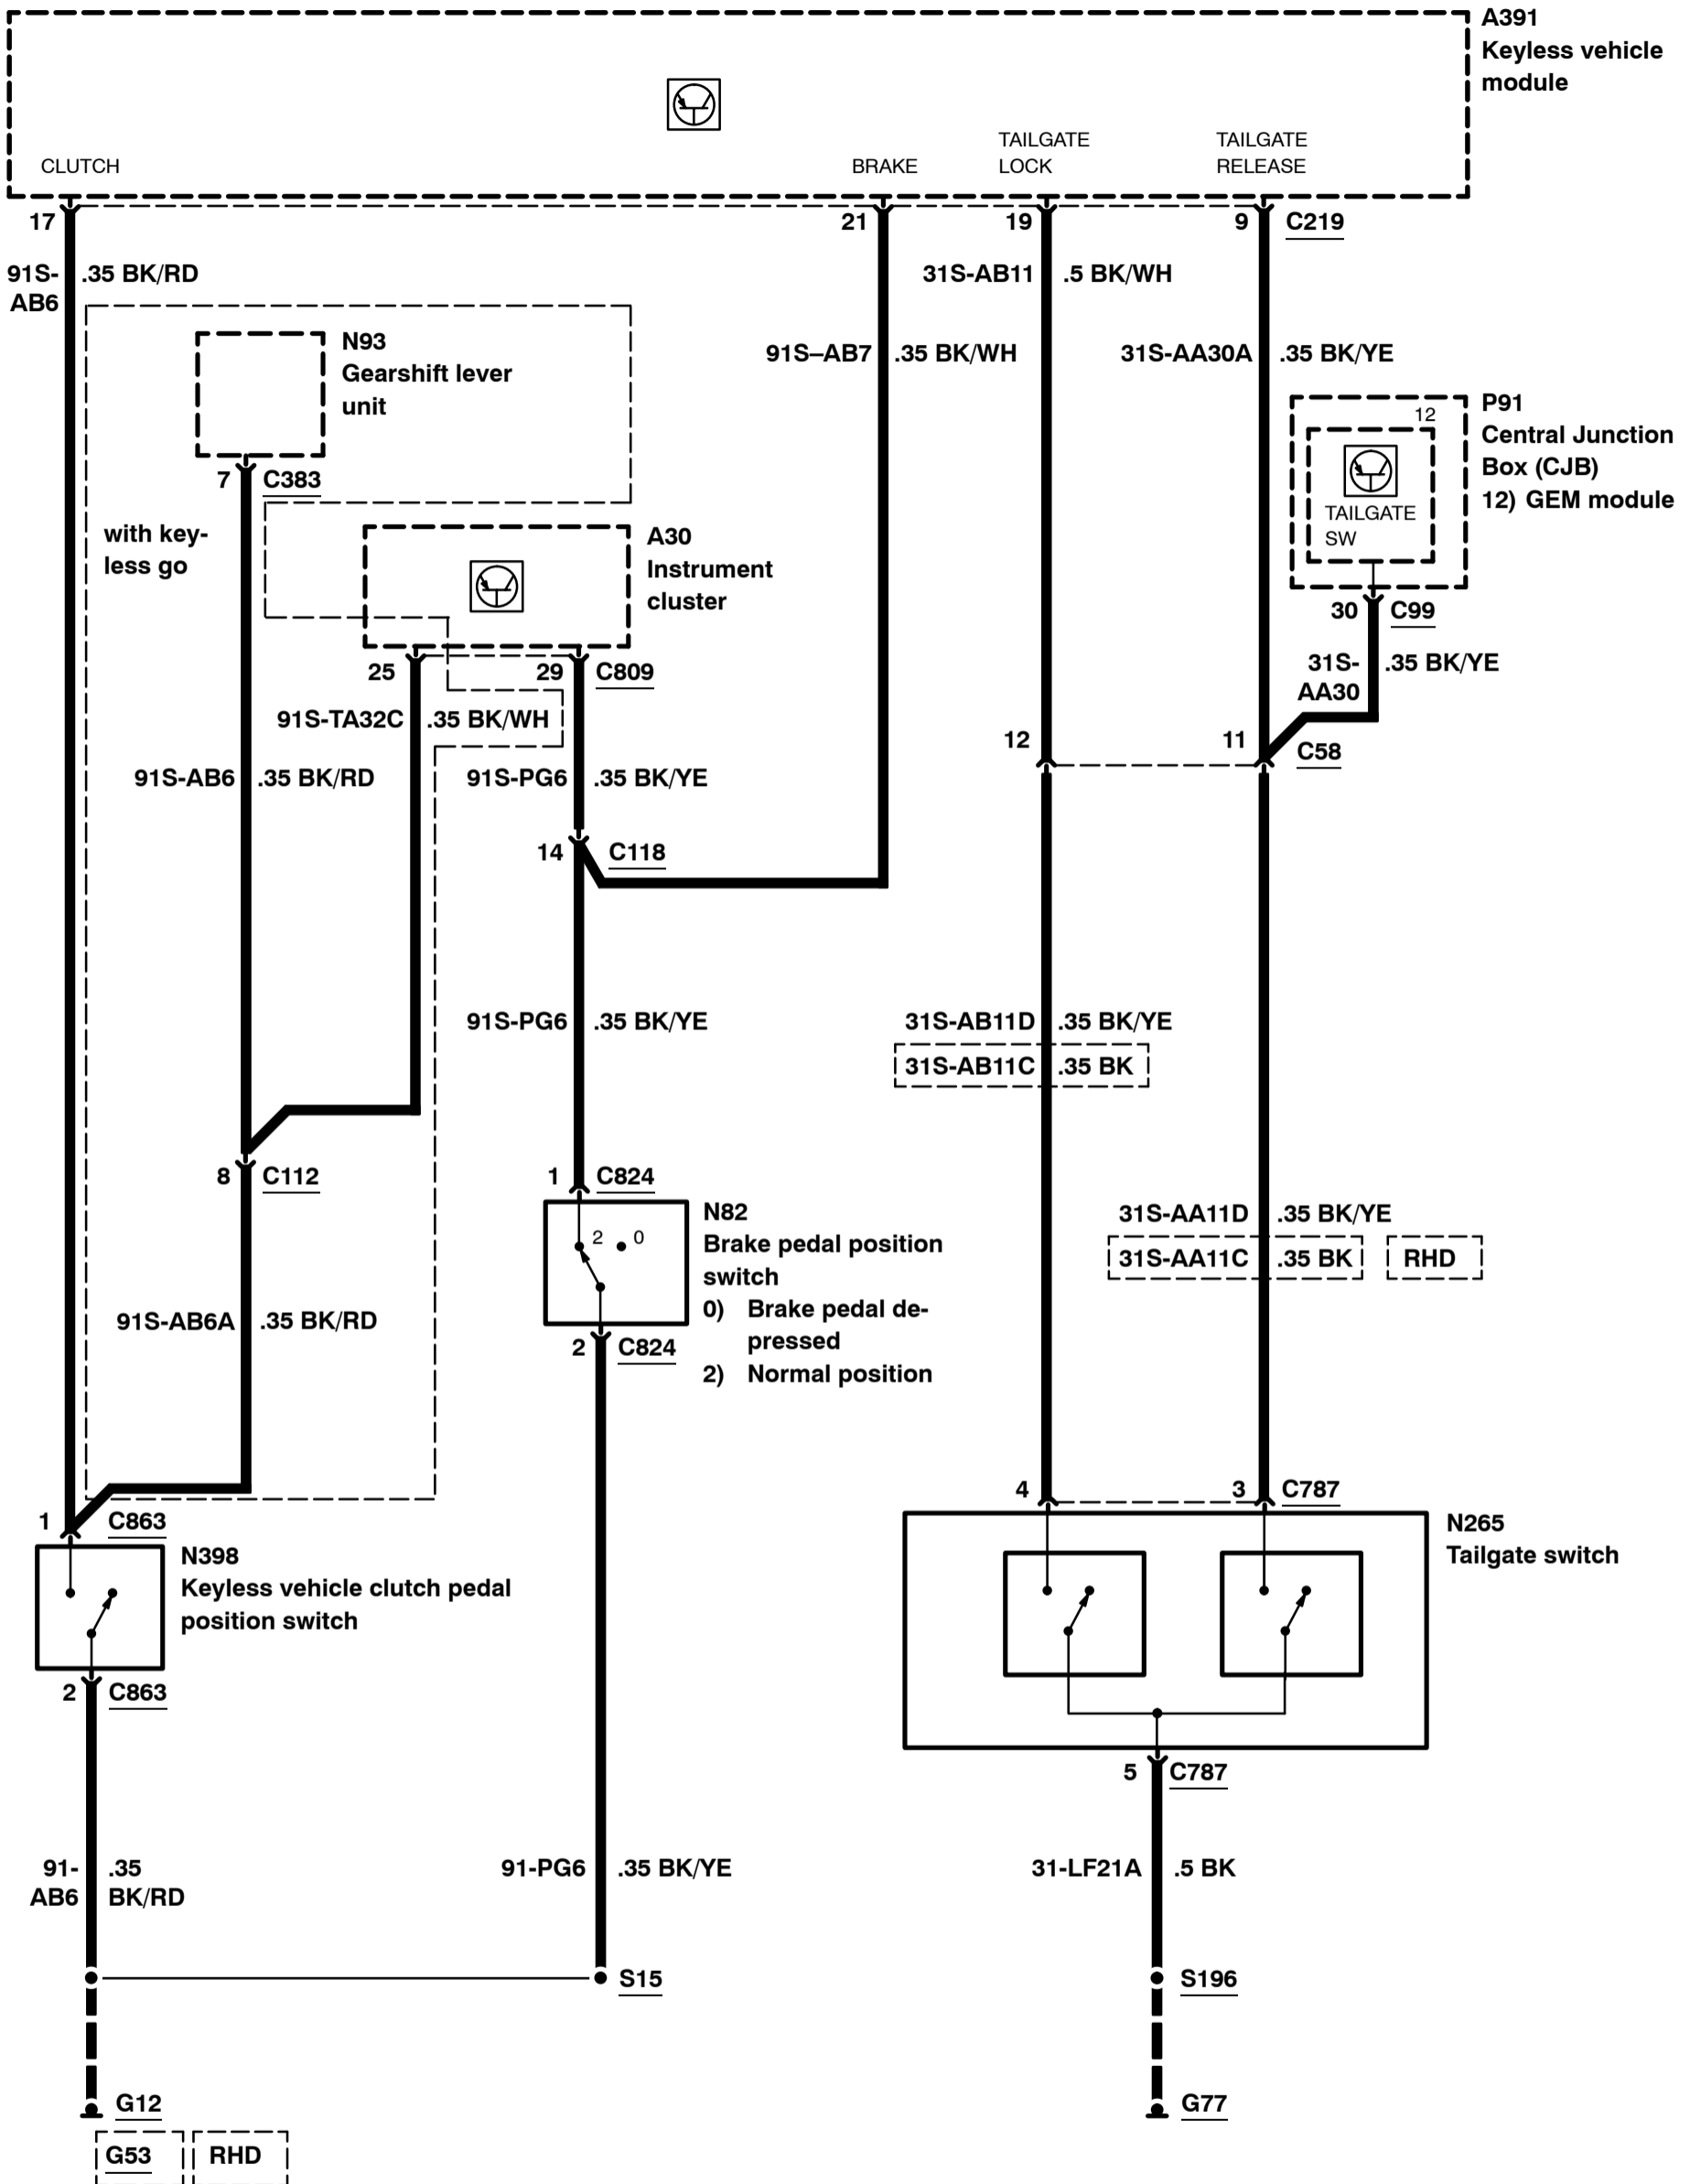 A391
Keyless vehicle
module
CLUTCH
BRAKE
TAILGATE
LOCK
TAILGATE
RELEASE
17
21
19
9
C219
91S-
AB6
.35 BK/RD
31S-AB11
.5 BK/WH
91S–AB7
.35 BK/WH
31S-AA30A
.35 BK/YE
N93
Gearshift lever
unit
7
C383
P91
Central Junction
Box (CJB)
12) GEM module
12
TAILGATE
SW
with key-
less go
A30
Instrument
cluster
30
C99
31S-
AA30
.35 BK/YE
25
29
C809
91S-TA32C
.35 BK/WH
12
11
C58
91S-AB6
.35 BK/RD
91S-PG6
.35 BK/YE
14
C118
91S-PG6
.35 BK/YE
31S-AB11D
.35 BK/YE
31S-AB11C
.35 BK
8
C112
1
C824
N82
Brake pedal position
switch
0) Brake pedal de-
pressed
2) Normal position
2
0
31S-AA11D
.35 BK/YE
31S-AA11C
.35 BK
RHD
91S-AB6A
.35 BK/RD
2
C824
4
3
C787
1
C863
N398
Keyless vehicle clutch pedal
position switch
N265
Tailgate switch
2
C863
5
C787
91-
AB6
.35
BK/RD
91-PG6
.35 BK/YE
31-LF21A
.5 BK
S15
S196
G12
G77
G53
RHD